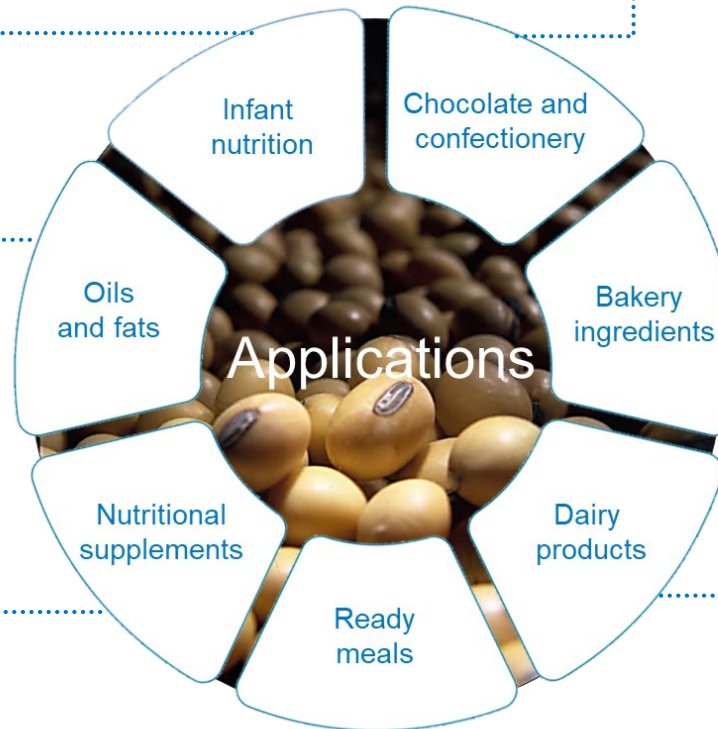 Infant
nutrition
Chocolate and
confectionery
Oils
and fats
Bakery
ingredients
Applications
Nutritional
supplements
Dairy
products
Ready
meals